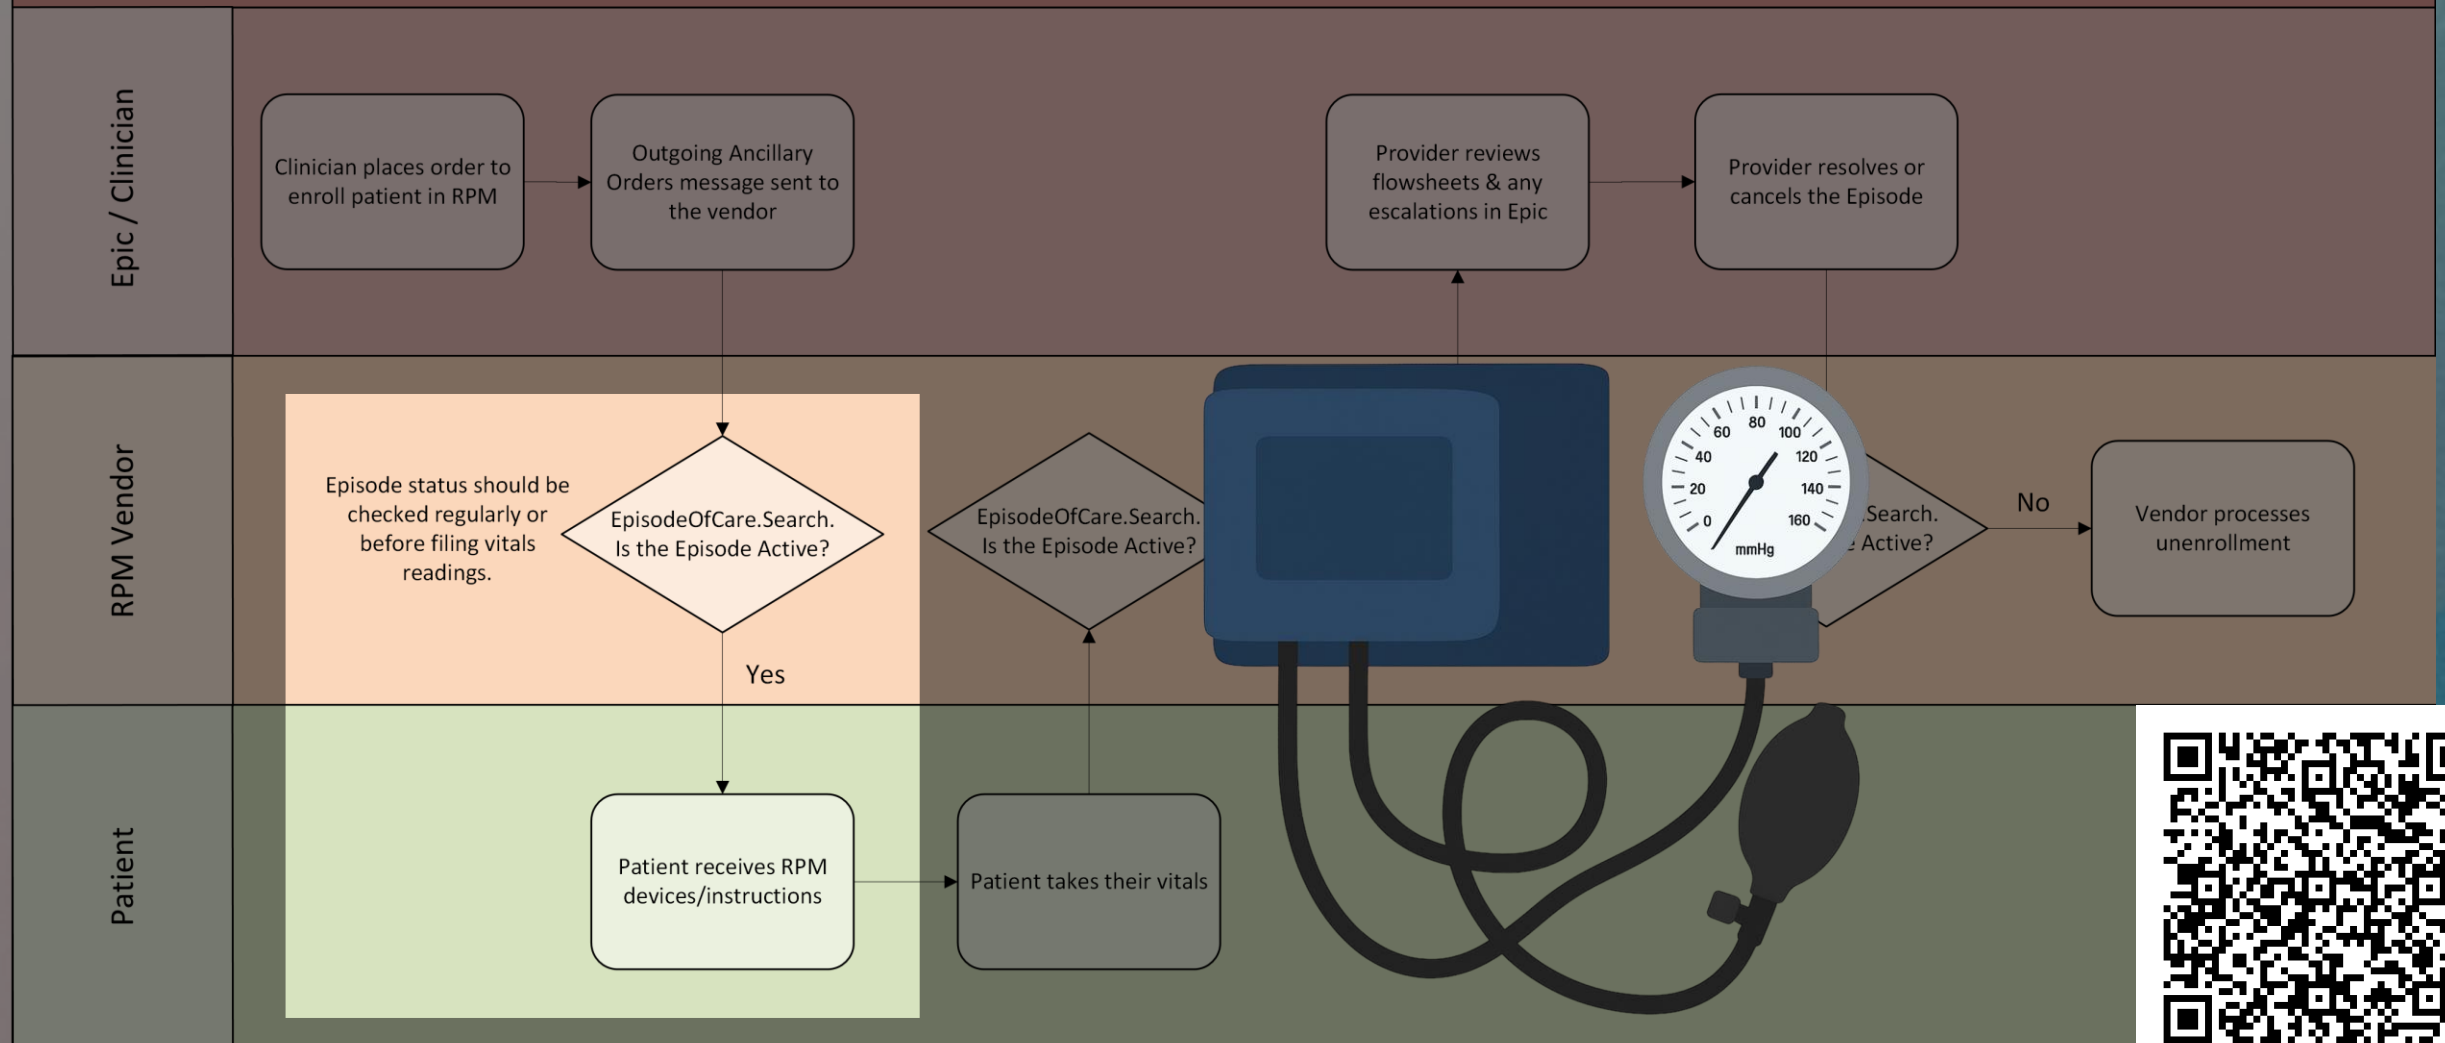 Epic / Clinician
Clinician places order to
enroll patient in RPM
Outgoing Ancillary
Orders message sent to
the vendor
Provider reviews
flowsheets & any
escalations in Epic
Provider resolves or
cancels the Episode
RPM Vendor
Episode status should be
checked regularly or
before filing vitals
readings.
EpisodeOfCare.Search.
Is the Episode Active?
Yes
EpisodeOfCare.Search.
Is the Episode Active?
0
20
40
60
80
100
120
140
160
mmHg
.Search.
Active?
No
Vendor processes
unenrollment
Patient
Patient receives RPM
devices/instructions
Patient takes their vitals